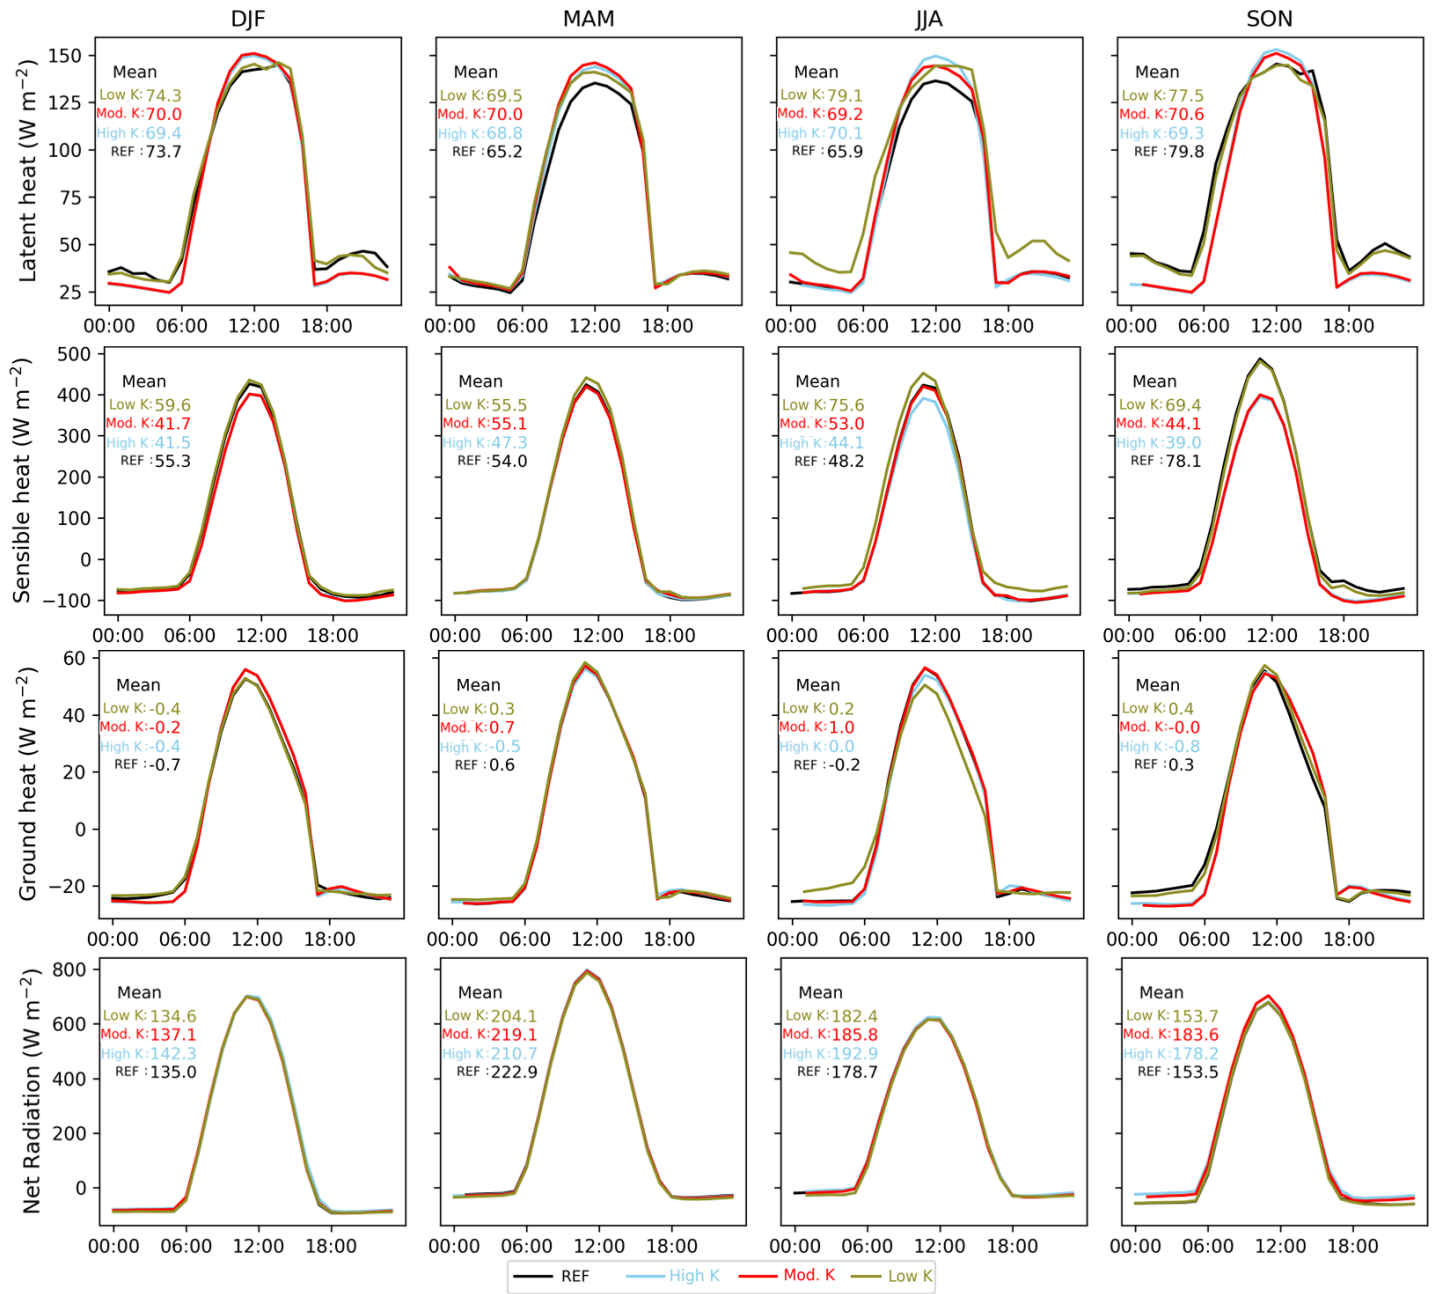 DJF MAM JJA SON
Latent heat (W m−2)
150
125
100
75
50
25
Mean
Low K:74.3
Mod. K:70.0
High K:69.4
REF :73.7
00:00 06:00 12:00 18:00
Mean
Low K:69.5
Mod. K:70.0
High K:68.8
REF :65.2
00:00 06:00 12:00 18:00
Mean
Low K:79.1
Mod. K:69.2
High K:70.1
REF :65.9
00:00 06:00 12:00 18:00
Mean
Low K:77.5
Mod. K:70.6
High K:69.3
REF :79.8
00:00 06:00 12:00 18:00
Sensible heat (W m−2)
500
400
300
200
100
0
−100
Mean
Low K:59.6
Mod. K:41.7
High K:41.5
REF :55.3
00:00 06:00 12:00 18:00
Mean
Low K:55.5
Mod. K:55.1
High K:47.3
REF :54.0
00:00 06:00 12:00 18:00
Mean
Low K:75.6
Mod. K:53.0
High K:44.1
REF :48.2
00:00 06:00 12:00 18:00
Mean
Low K:69.4
Mod. K:44.1
High K:39.0
REF :78.1
00:00 06:00 12:00 18:00
Ground heat (W m−2)
60
40
20
0
−20
Mean
Low K:-0.4
Mod. K:-0.2
High K:-0.4
REF :-0.7
00:00 06:00 12:00 18:00
Mean
Low K:0.3
Mod. K:0.7
High K:-0.5
REF :0.6
00:00 06:00 12:00 18:00
Mean
Low K:0.2
Mod. K:1.0
High K:0.0
REF :-0.2
00:00 06:00 12:00 18:00
Mean
Low K:0.4
Mod. K:-0.0
High K:-0.8
REF :0.3
00:00 06:00 12:00 18:00
Net Radiation (W m−2)
800
600
400
200
0
Mean
Low K:134.6
Mod. K:137.1
High K:142.3
REF :135.0
00:00 06:00 12:00 18:00
Mean
Low K:204.1
Mod. K:219.1
High K:210.7
REF :222.9
00:00 06:00 12:00 18:00
Mean
Low K:182.4
Mod. K:185.8
High K:192.9
REF :178.7
00:00 06:00 12:00 18:00
Mean
Low K:153.7
Mod. K:183.6
High K:178.2
REF :153.5
00:00 06:00 12:00 18:00
REF High K Mod. K Low K